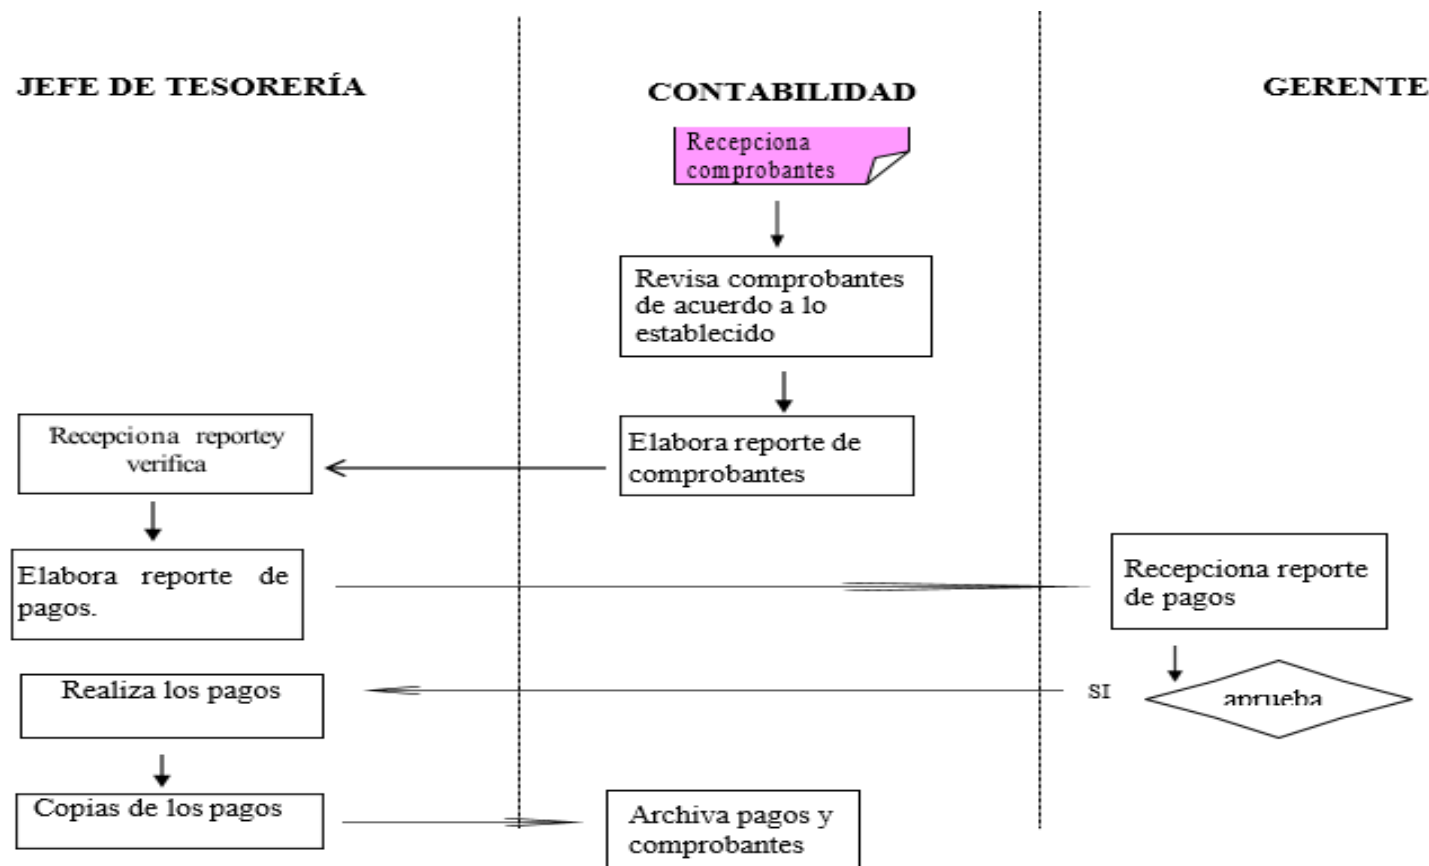 JEFE DE TESORERÍA
CONTABILIDAD
GERENTE
Recepciona
comprobantes
Revisa comprobantes
de acuerdo a lo
establecido
Elabora reporte de
comprobantes
Recepciona reportey
verifica
Elabora reporte de
pagos.
Recepciona reporte
de pagos
aprueba
SI
Realiza los pagos
Copias de los pagos
Archiva pagos y
comprobantes